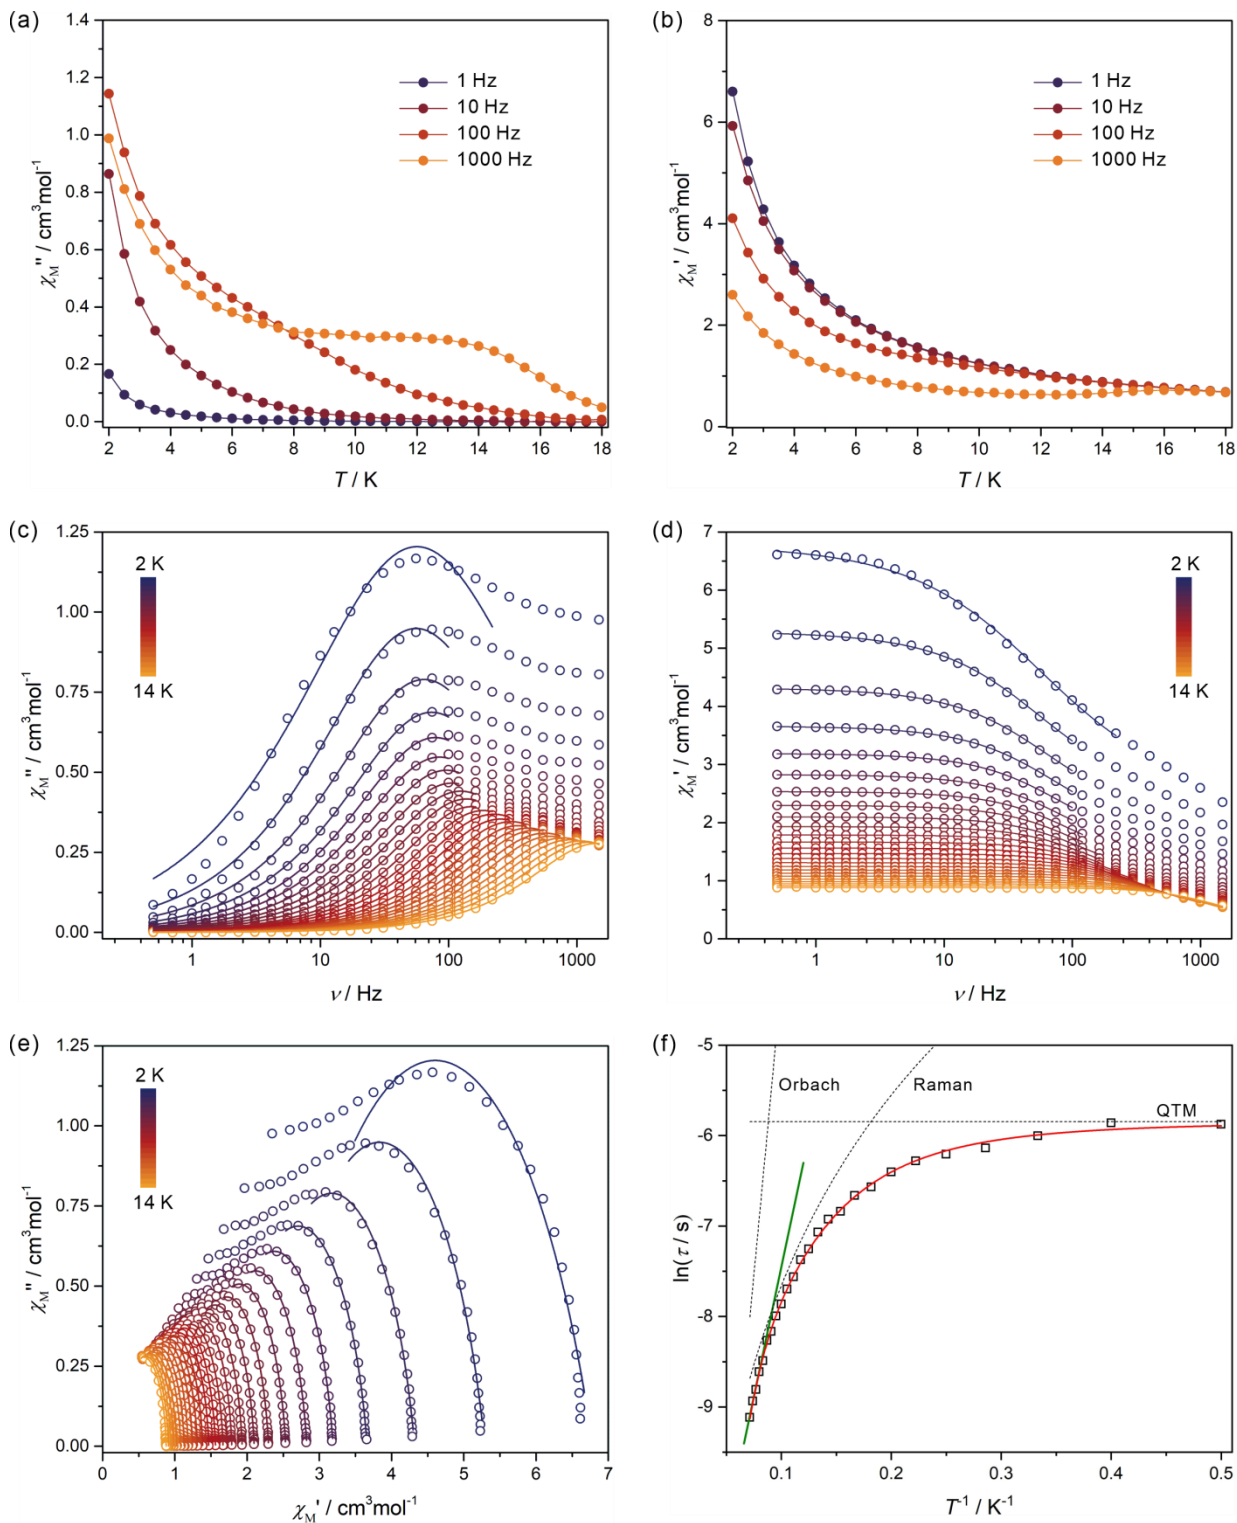 (a)
1.4
1.2
1.0
0.8
0.6
0.4
0.2
0.0
χM'' / cm³mol⁻¹
1 Hz
10 Hz
100 Hz
1000 Hz
2 4 6 8 10 12 14 16 18
T / K
(b)
8
6
4
2
0
χM' / cm³mol⁻¹
1 Hz
10 Hz
100 Hz
1000 Hz
2 4 6 8 10 12 14 16 18
T / K
(c)
1.25
1.00
0.75
0.50
0.25
0.00
χM'' / cm³mol⁻¹
2 K
14 K
1 10 100 1000
ν / Hz
(d)
7
6
5
4
3
2
1
0
χM' / cm³mol⁻¹
2 K
14 K
1 10 100 1000
ν / Hz
(e)
1.25
1.00
0.75
0.50
0.25
0.00
χM'' / cm³mol⁻¹
2 K
14 K
0 1 2 3 4 5 6 7
χM' / cm³mol⁻¹
(f)
-5
-6
-7
-8
-9
ln(τ / s)
Orbach
Raman
QTM
0.1 0.2 0.3 0.4 0.5
T⁻¹ / K⁻¹